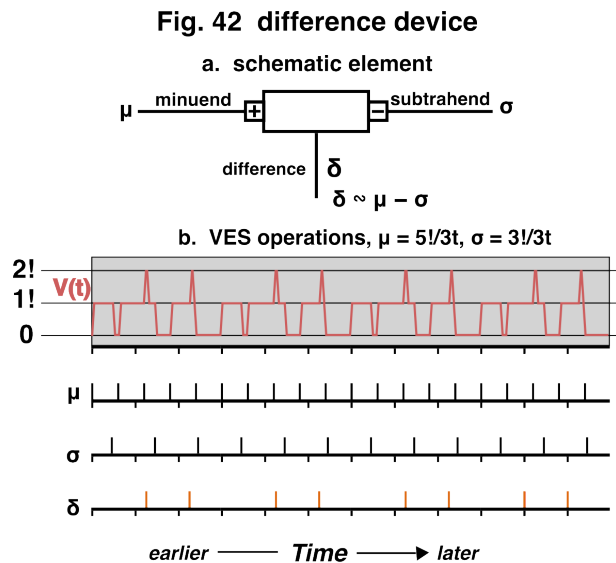 Fig. 42 difference device
a. schematic element
μ minuend + − subtrahend σ
difference δ
δ ∾ μ − σ
b. VES operations, μ = 5!/3t, σ = 3!/3t
2!
V(t)
1!
0
μ
σ
δ
earlier Time later